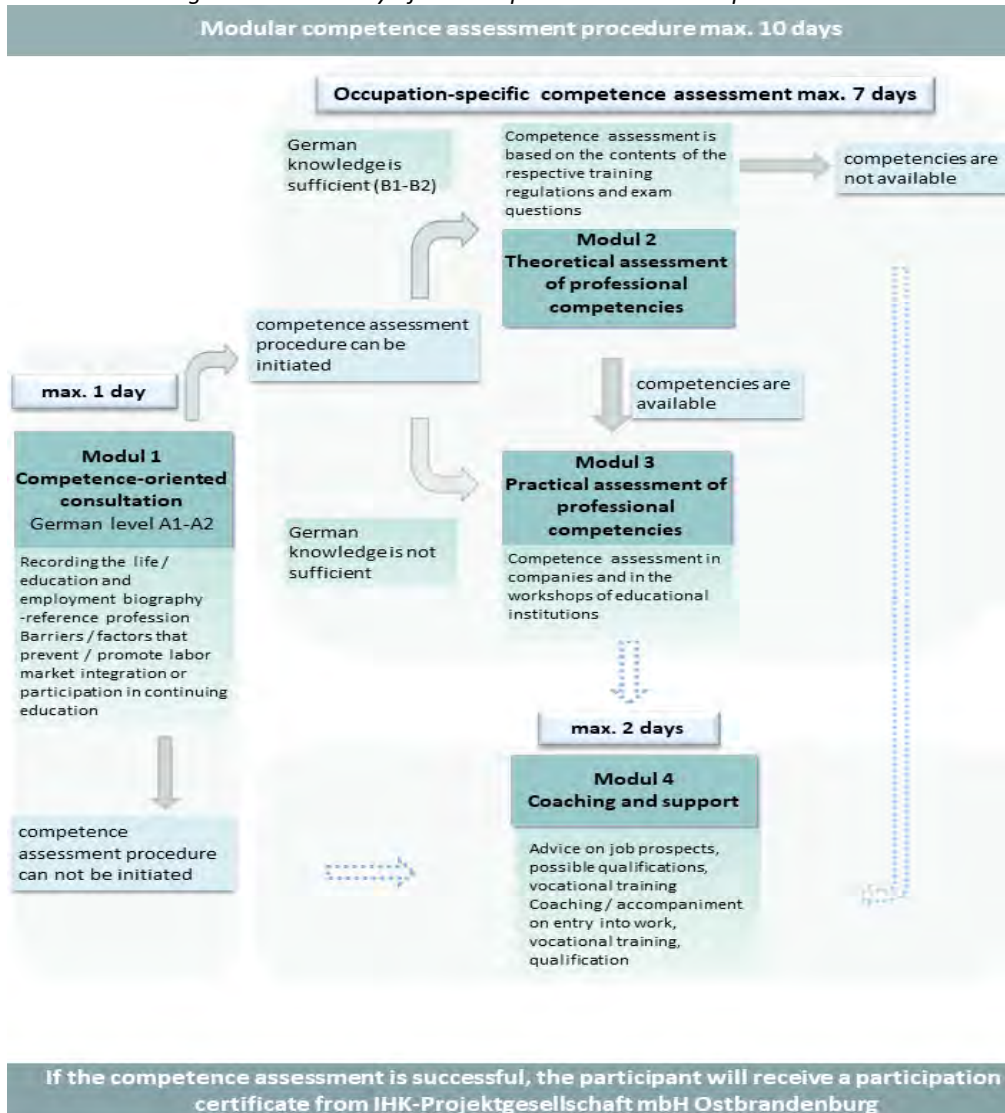 Modular competence assessment procedure max. 10 days
Occupation-specific competence assessment max. 7 days
German
knowledge is
sufficient (B1-B2)
Competence assessment is
based on the contents of the
respective training
regulations and exam
questions
competencies are
not available
Modul 2
Theoretical assessment
of professional
competencies
competence assessment
procedure can be
initiated
max. 1 day
competencies are
available
Modul 1
Competence-oriented
consultation
German level A1-A2
Modul 3
Practical assessment of
professional
competencies
German
knowledge is not
sufficient
Recording the life /
education and
employment biography
-reference profession
Barriers / factors that
prevent / promote labor
market integration or
participation in continuing
education
Competence assessment in
companies and in the
workshops of educational
institutions
max. 2 days
Modul 4
Coaching and support
competence
assessment procedure
can not be initiated
Advice on job prospects,
possible qualifications,
vocational training
Coaching / accompaniment
on entry into work,
vocational training,
qualification
If the competence assessment is successful, the participant will receive a participation
certificate from IHK-Projektgesellschaft mbH Ostbrandenburg